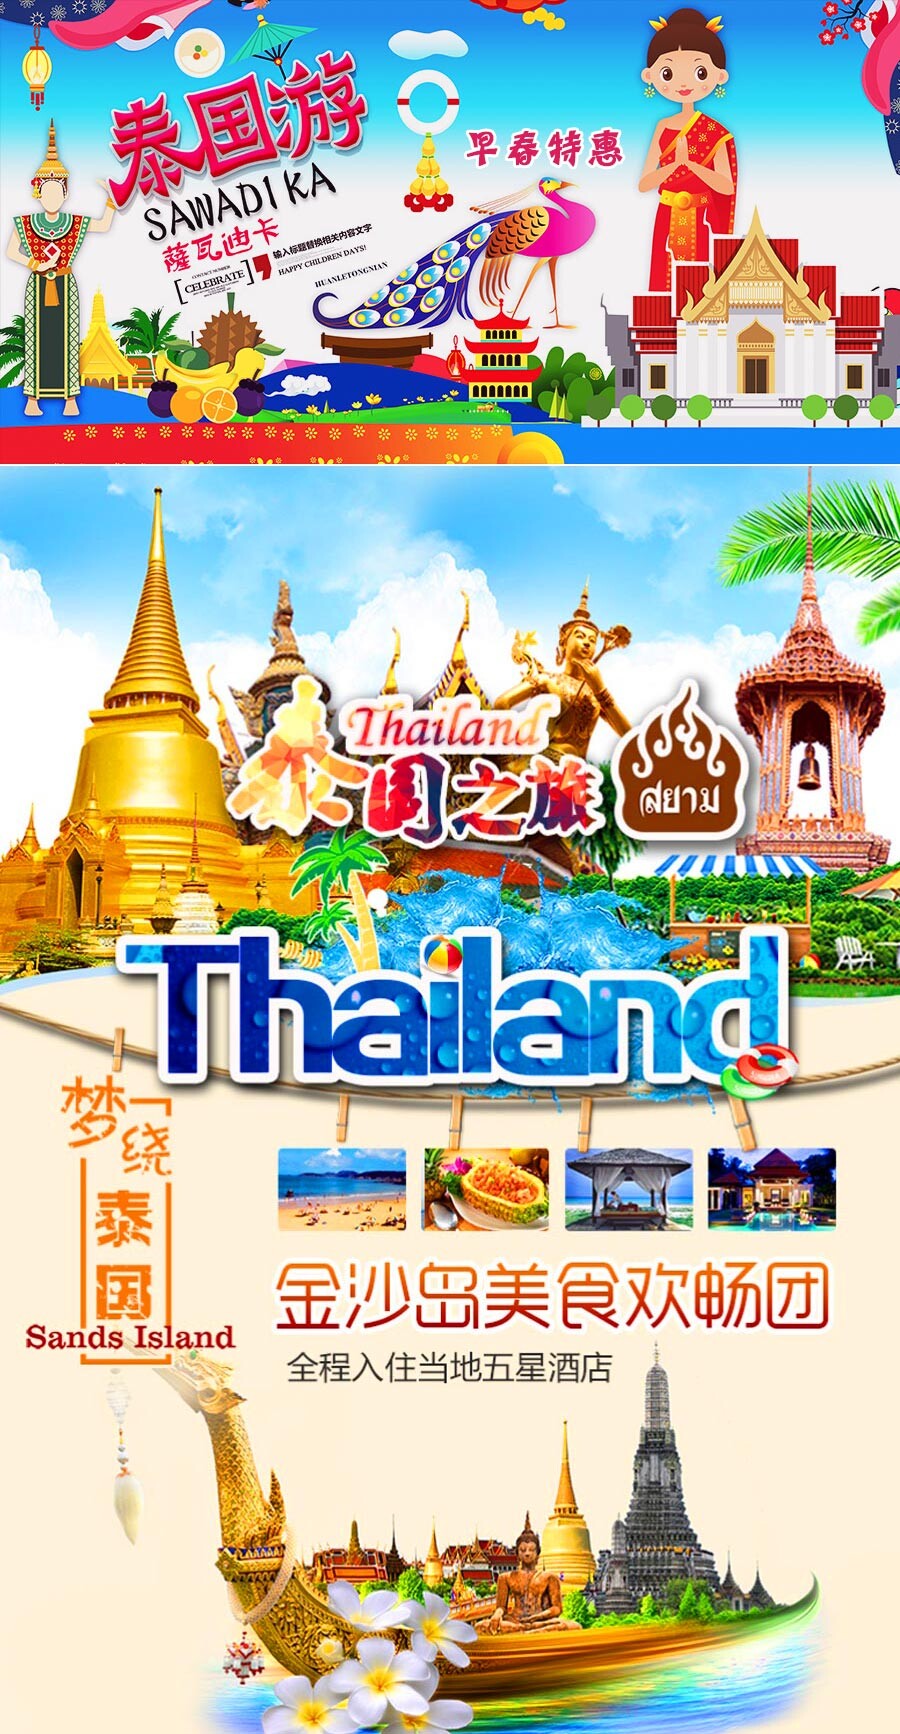 泰国游
SAWADI KA
薩瓦迪卡
CONTACT NUMBER
CELEBRATE
输入标题替换相关内容文字
HAPPY CHILDREN DAYS!
HUANLETONGNIAN
早春特惠
Thailand
泰国之旅
สยาม
Thailand
梦绕
泰国
Sands Island
金沙岛美食欢畅团
全程入住当地五星酒店